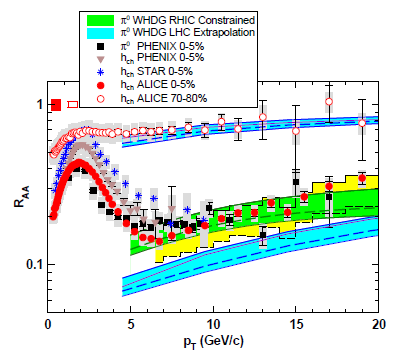 π⁰ WHDG RHIC Constrained
π⁰ WHDG LHC Extrapolation
π⁰ PHENIX 0-5%
h_ch PHENIX 0-5%
h_ch STAR 0-5%
h_ch ALICE 0-5%
h_ch ALICE 70-80%
1
R_AA
0.1
0 5 10 15 20
p_T (GeV/c)